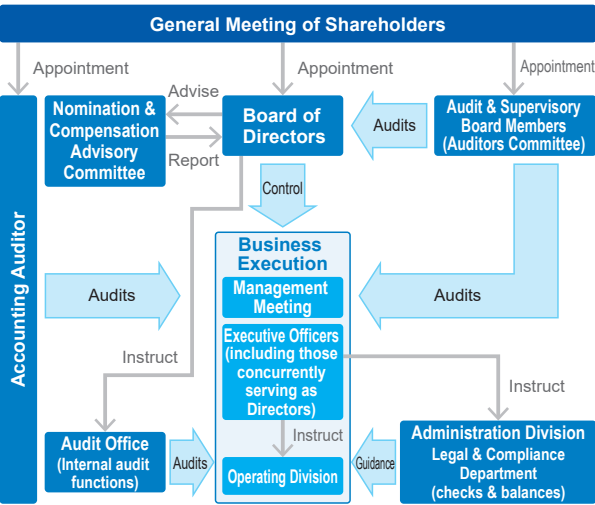 General Meeting of Shareholders
Appointment
Appointment
Appointment
Accounting Auditor
Nomination &
Compensation
Advisory
Committee
Advise
Report
Board of
Directors
Audits
Audit & Supervisory
Board Members
(Auditors Committee)
Control
Business
Execution
Management
Meeting
Audits
Audits
Executive Officers
(including those
concurrently
serving as
Directors)
Instruct
Instruct
Instruct
Audit Office
(Internal audit
functions)
Audits
Operating Division
Guidance
Administration Division
Legal & Compliance
Department
(checks & balances)